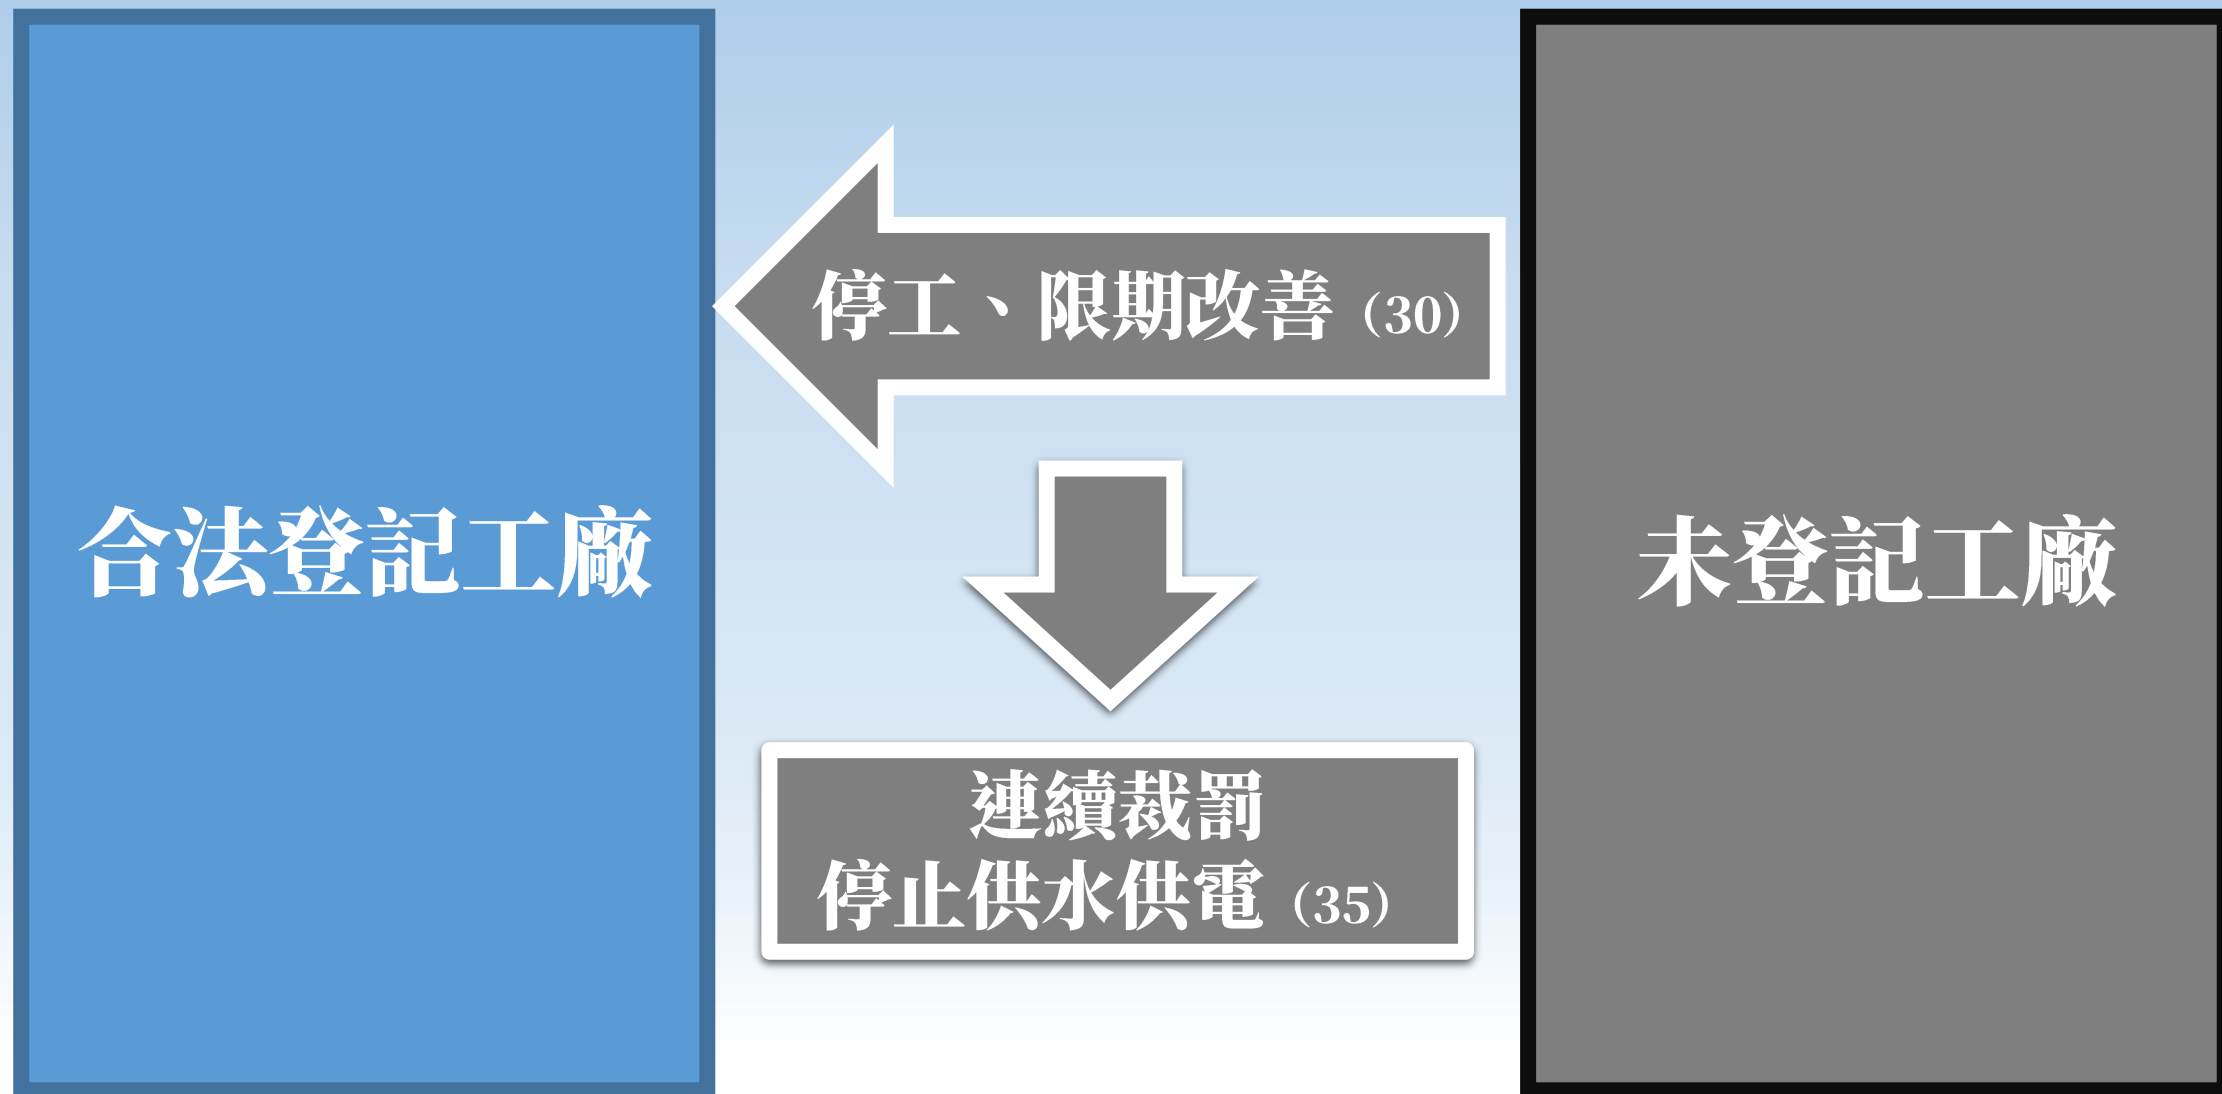 合法登記工廠
停工、限期改善 (30)
連續裁罰
停止供水供電 (35)
未登記工廠